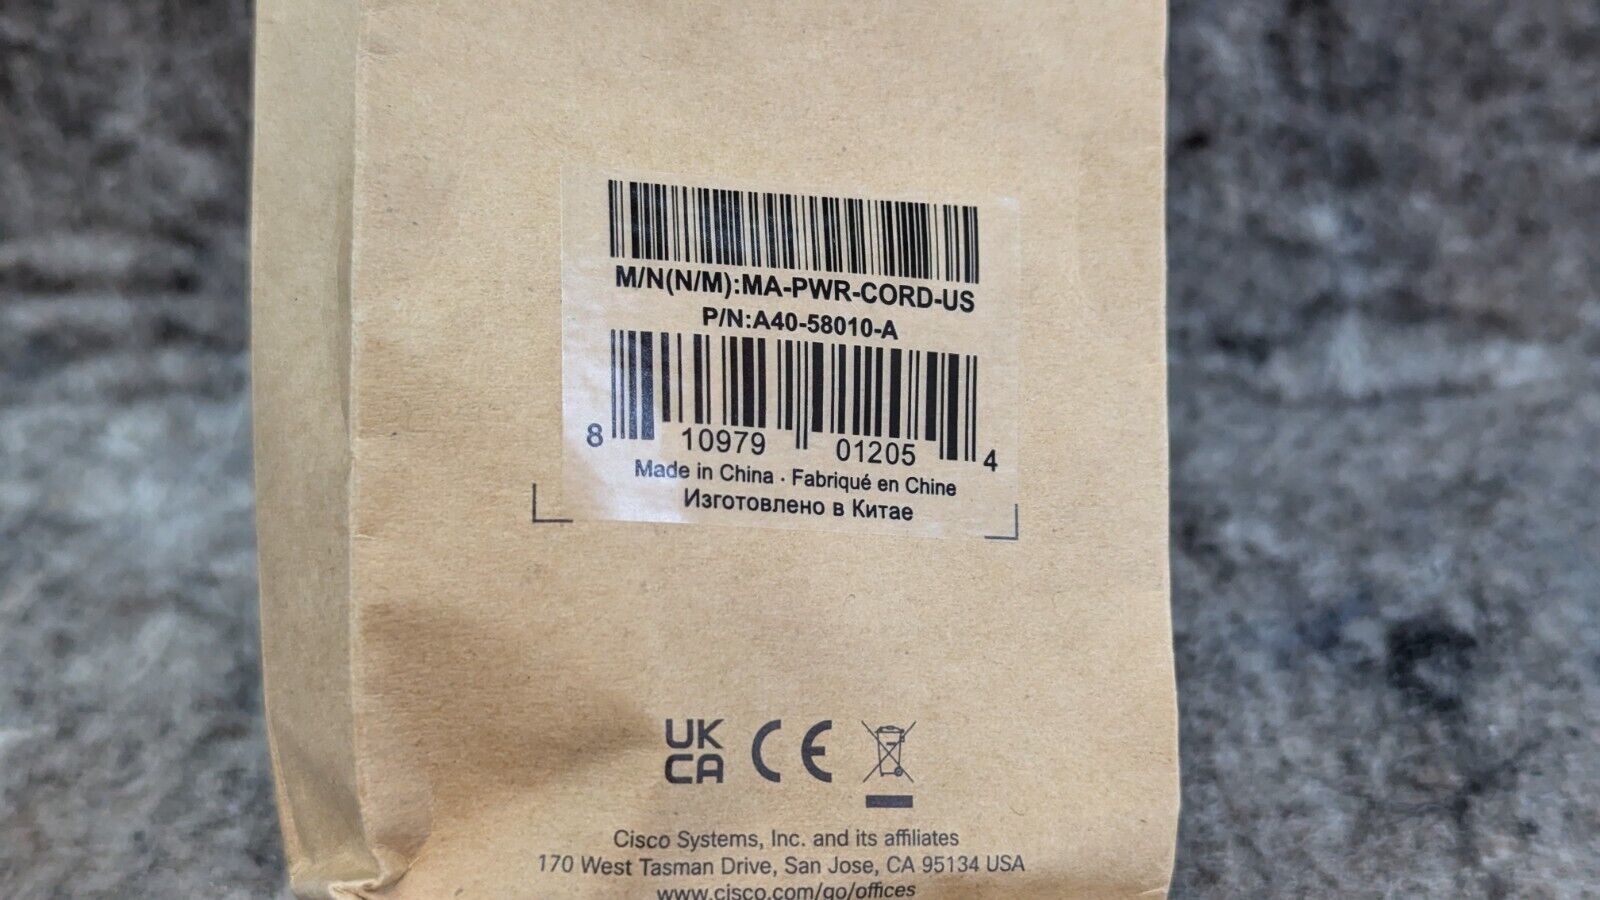 M/N(N/M):MA-PWR-CORD-US
P/N:A40-58010-A
8 10979 01205 4
Made in China · Fabriqué en Chine
Изготовлено в Китае
UK
CA CE
Cisco Systems, Inc. and its affiliates
170 West Tasman Drive, San Jose, CA 95134 USA
www.cisco.com/go/offices